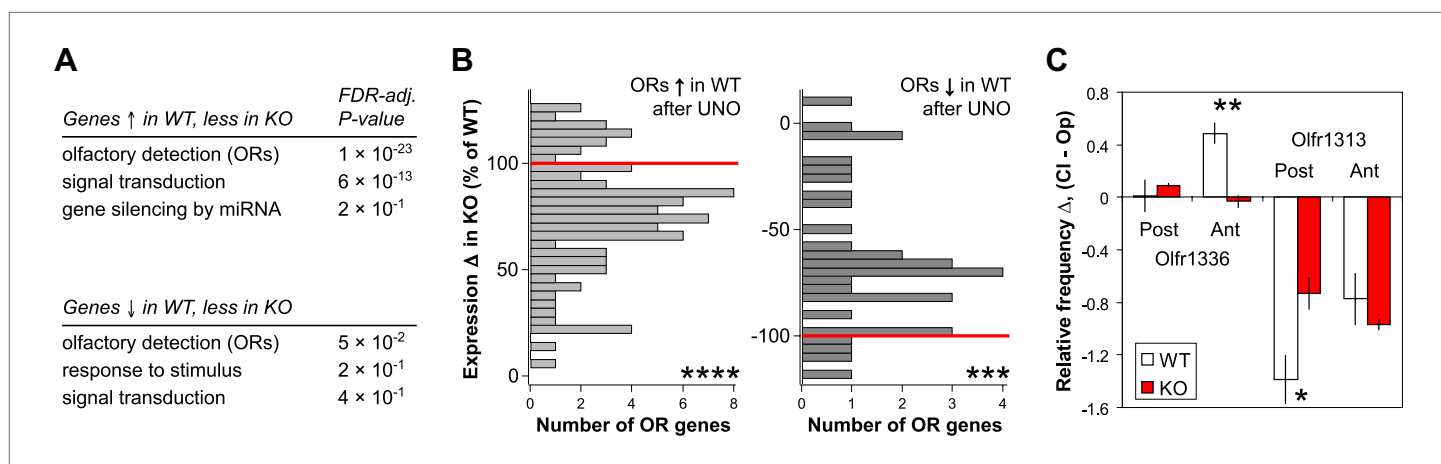 A
Genes ↑ in WT, less in KO
FDR-adj. P-value
olfactory detection (ORs) 1 × 10⁻²³
signal transduction 6 × 10⁻¹³
gene silencing by miRNA 2 × 10⁻¹
Genes ↓ in WT, less in KO
olfactory detection (ORs) 5 × 10⁻²
response to stimulus 2 × 10⁻¹
signal transduction 4 × 10⁻¹
B
ORs ↑ in WT
after UNO
Expression Δ in KO (% of WT)
100
50
0
****
0 2 4 6 8
Number of OR genes
ORs ↓ in WT
after UNO
0
-50
-100
***
0 1 2 3 4
Number of OR genes
C
Relative frequency Δ, (Cl - Op)
0.8
0.4
0
-0.4
-0.8
-1.2
-1.6
**
Olfr1313
Post Ant
Post Ant
Olfr1336
*
WT
KO